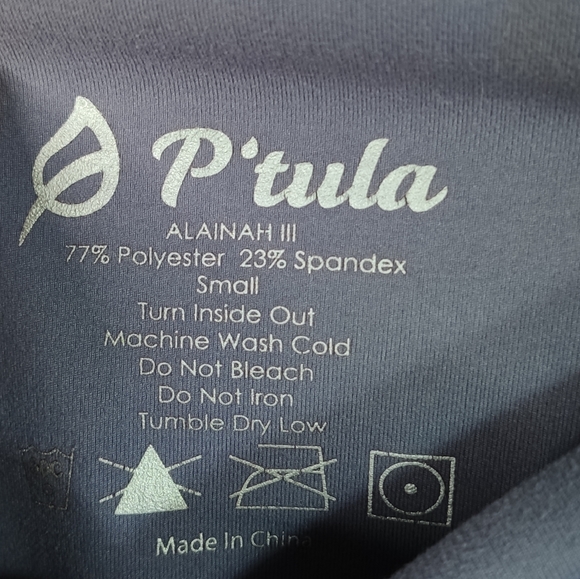 P'tula
ALAINAH III
77% Polyester 23% Spandex
Small
Turn Inside Out
Machine Wash Cold
Do Not Bleach
Do Not Iron
Tumble Dry Low
Made In China